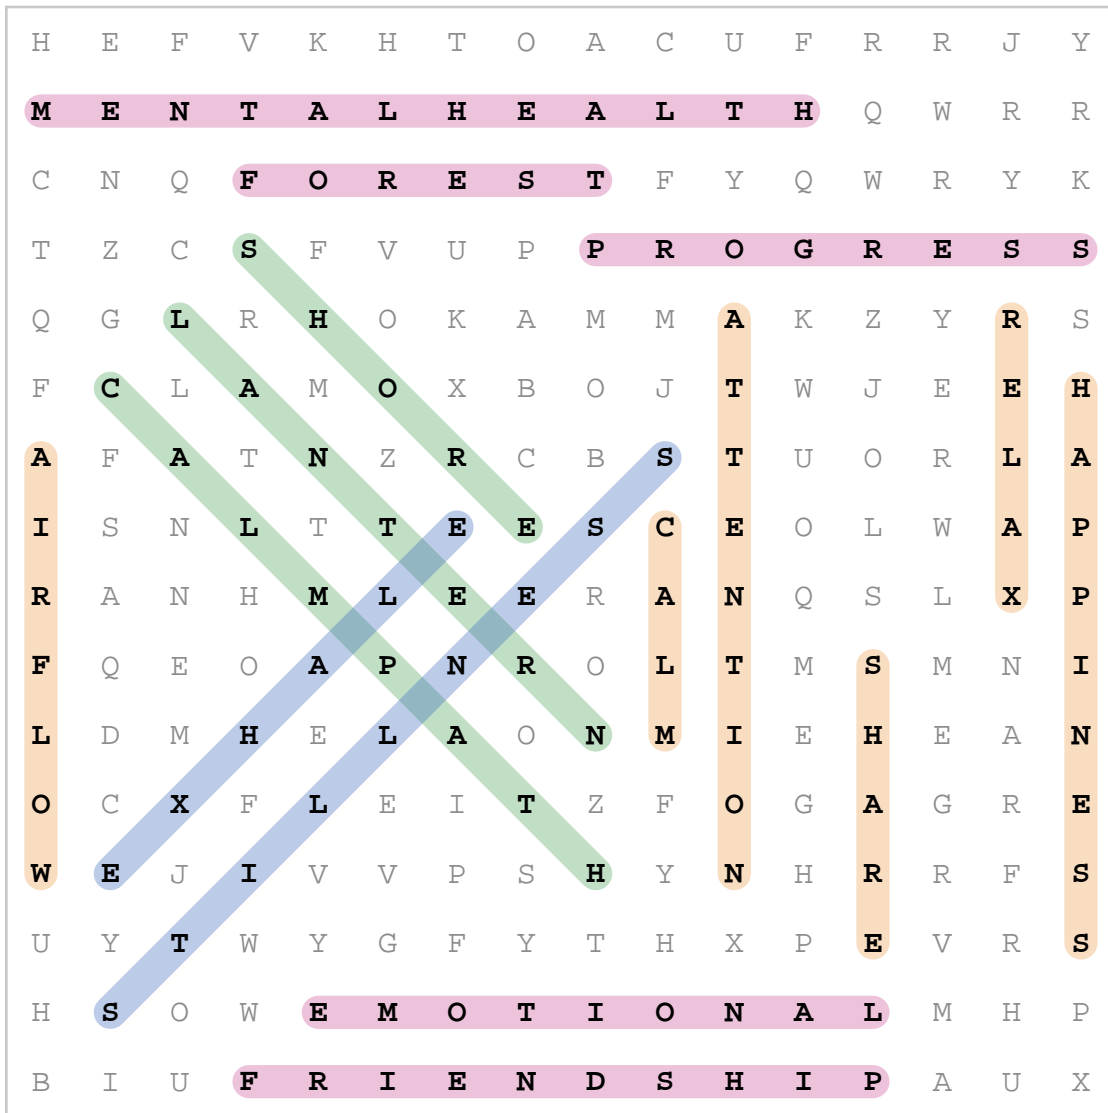 H E F V K H T O A C U F R R J Y
M E N T A L H E A L T H Q W R R
C N Q F O R E S T F Y Q W R Y K
T Z C S F V U P P R O G R E S S
Q G L R H O K A M M A K Z Y R S
F C L A M O X B O J T W J E E H
A F A T N Z R C B S T U O R L A
I S N L T T E E S C E O L W A P
R A N H M L E E R A N Q S L X P
F Q E O A P N R O L T M S M N I
L D M H E L A O N M I E H E A N
O C X F L E I T Z F O G A G R E
W E J I V V P S H Y N H R R F S
U Y T W Y G F Y T H X P E V R S
H S O W E M O T I O N A L M H P
B I U F R I E N D S H I P A U X